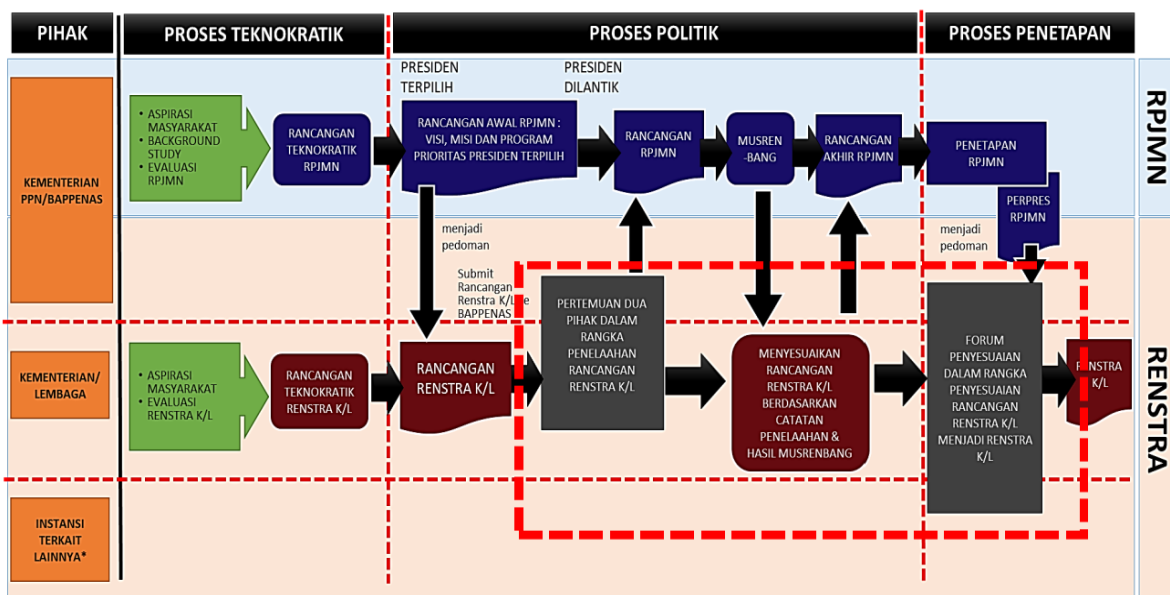 PIHAK
PROSES TEKNOKRATIK
PROSES POLITIK
PROSES PENETAPAN
KEMENTERIAN
PPN/BAPPENAS
• ASPIRASI
MASYARAKAT
• BACKGROUND
STUDY
• EVALUASI
RPJMN
RANCANGAN
TEKNOKRATIK
RPJMN
PRESIDEN
TERPILIH
RANCANGAN AWAL RPJMN :
VISI, MISI DAN PROGRAM
PRIORITAS PRESIDEN TERPILIH
PRESIDEN
DILANTIK
RANCANGAN
RPJMN
MUSREN
-BANG
RANCANGAN
AKHIR RPJMN
PENETAPAN
RPJMN
PERPRES
RPJMN
RPJMN
menjadi
pedoman
Submit
Rancangan
Renstra K/L
BAPPENAS
menjadi
pedoman
KEMENTERIAN/
LEMBAGA
• ASPIRASI
MASYARAKAT
• EVALUASI
RENSTRA K/L
RANCANGAN
TEKNOKRATIK
RENSTRA K/L
RANCANGAN
RENSTRA K/L
PERTEMUAN DUA
PIHAK DALAM
RANGKA
PENELAAHAN
RANCANGAN
RENSTRA K/L
MENYESUAIKAN
RANCANGAN
RENSTRA K/L
BERDASARKAN
CATATAN
PENELAAHAN &
HASIL MUSRENBANG
FORUM
PENYESUAIAN
DALAM RANGKA
PENYESUAIAN
RANCANGAN
RENSTRA K/L
MENJADI RENSTRA
K/L
RENSTRA
K/L
RENSTRA
INSTANSI
TERKAIT
LAINNYA*